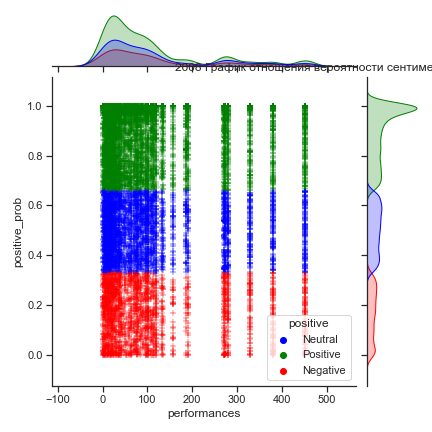 2008 График отношения вероятности сентиме
positive_prob
1.0
0.8
0.6
0.4
0.2
0.0
positive
Neutral
Positive
Negative
−100 0 100 200 300 400 500
performances